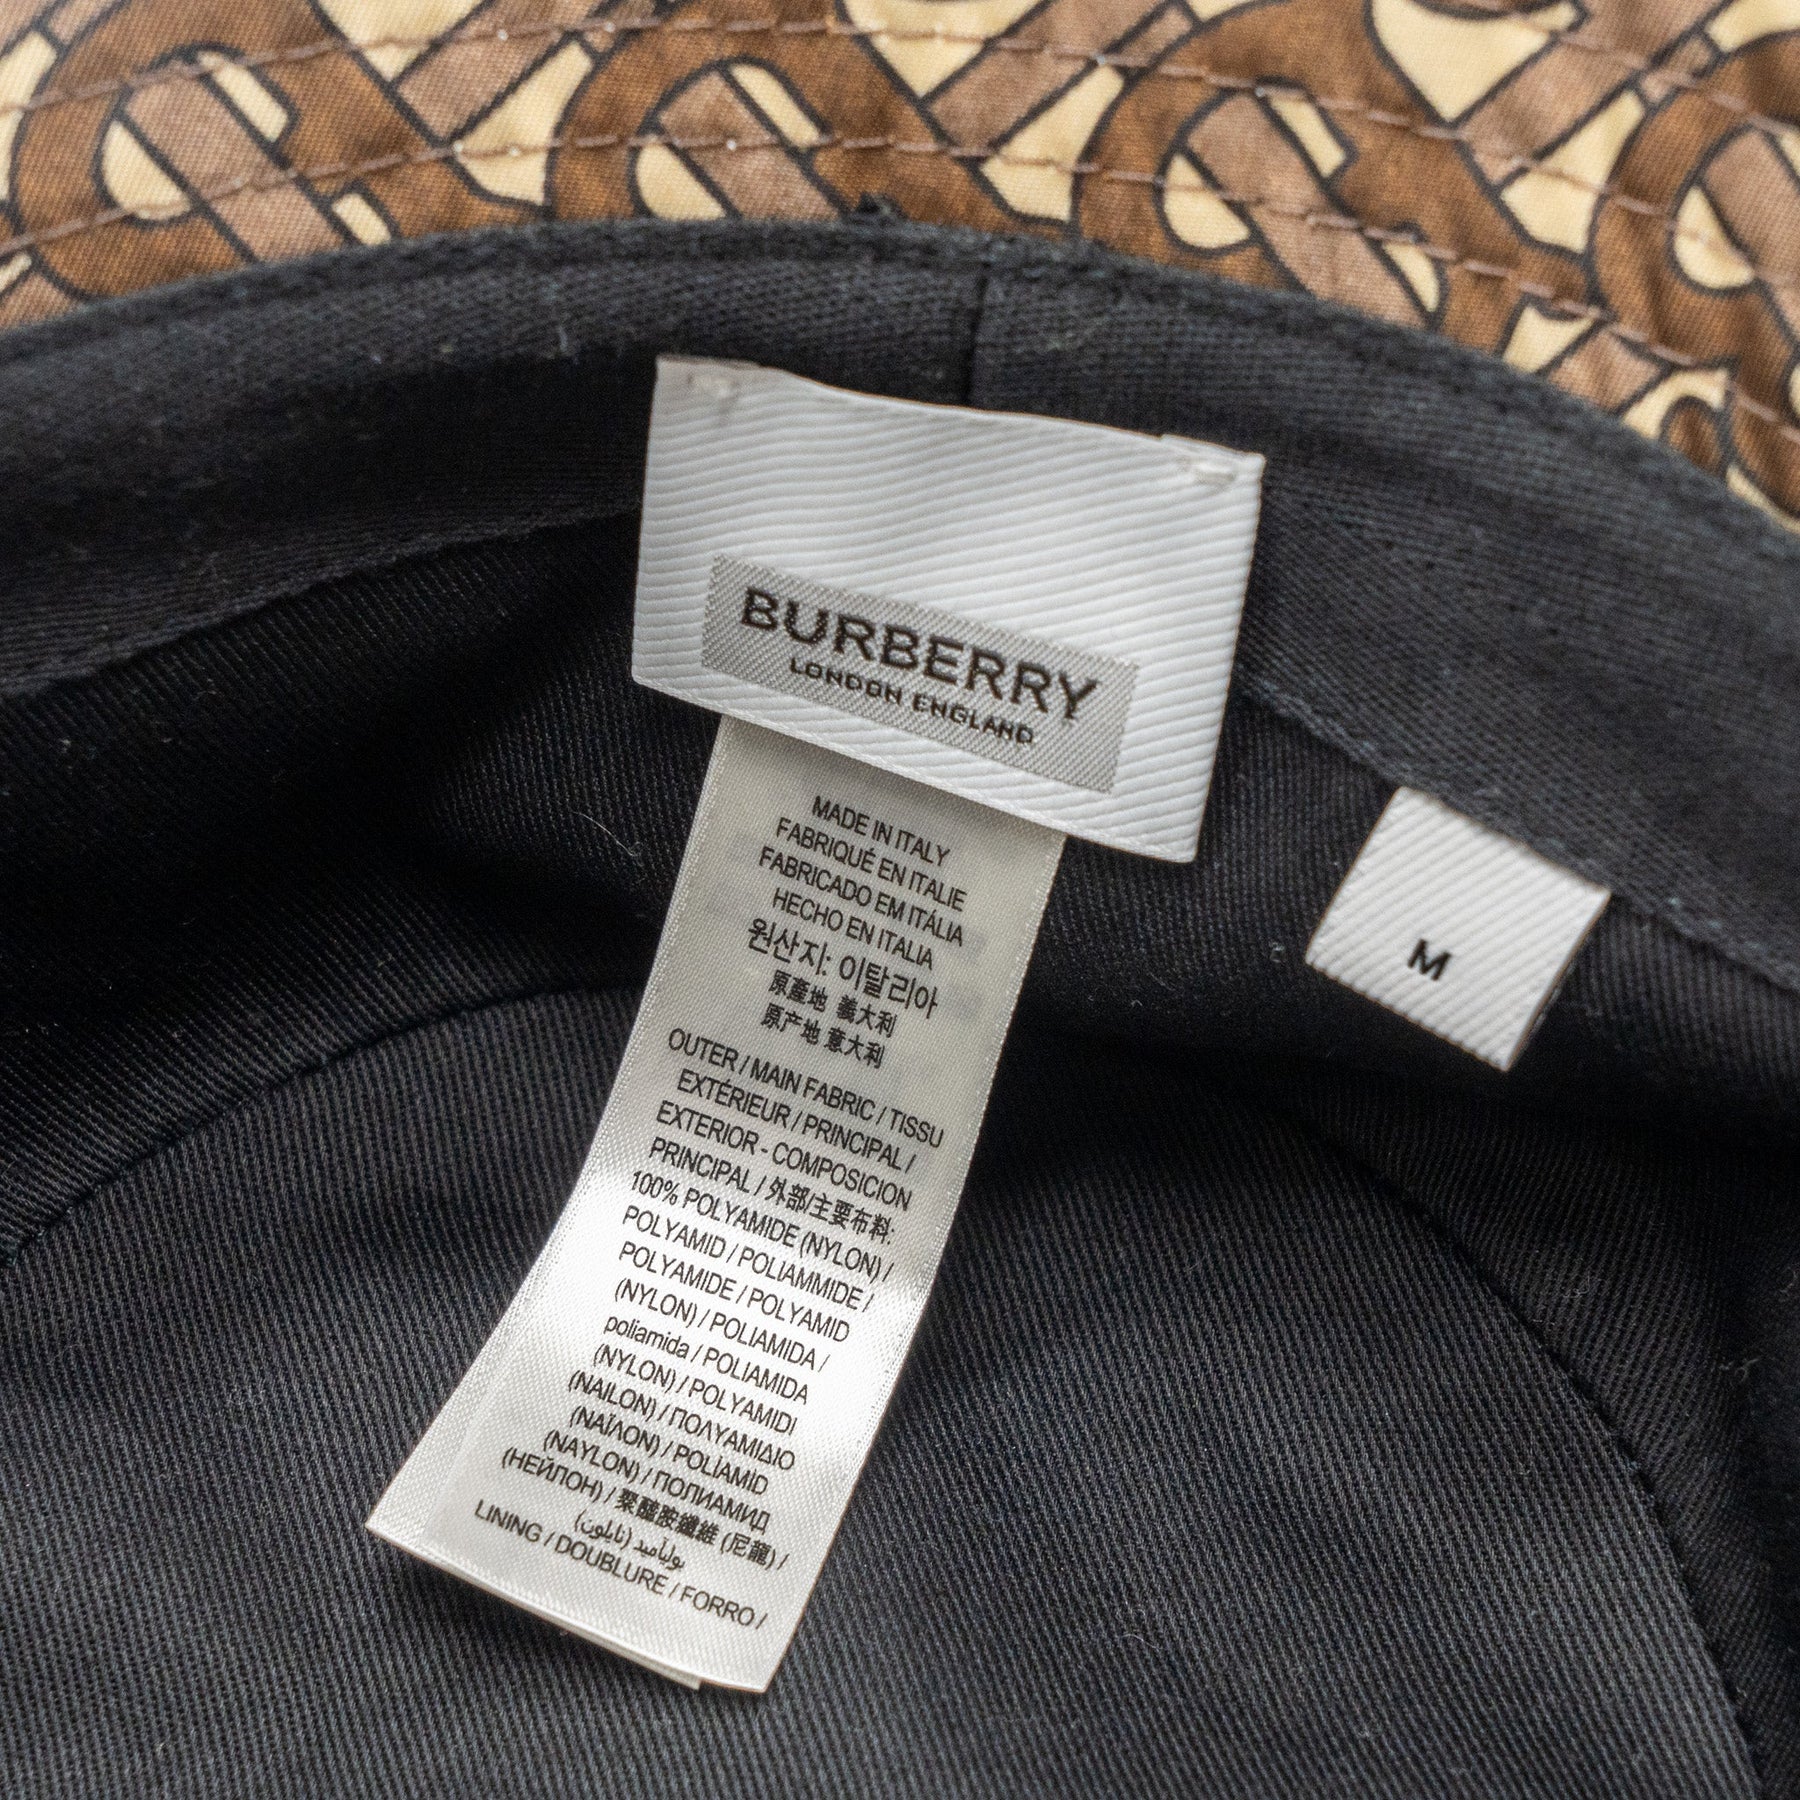 BURBERRY
LONDON ENGLAND
MADE IN ITALY
FABRIQUÉ EN ITALIE
FABRICADO EM ITÁLIA
HECHO EN ITALIA
원산지: 이탈리아
原產地 義大利
原产地 意大利
OUTER / MAIN FABRIC / TISSU
EXTÉRIEUR / PRINCIPAL /
EXTERIOR - COMPOSICION
PRINCIPAL / 外部/主要布料:
100% POLYAMIDE (NYLON) /
POLYAMID / POLIAMMIDE /
POLYAMIDE / POLYAMID
(NYLON) / POLIAMIDA /
poliamida / POLIAMIDA
(NYLON) / POLYAMIDI
(NAILON) / ΠΟΛΥΑΜΙΔΙΟ
(ΝΑΪΛΟΝ) / POLİAMİD
(NAYLON) / ПОЛИАМИД
(НЕЙЛОН) / 聚醯胺纖維 (尼龍) /
بولیآمید (نايلون)
LINING / DOUBLURE / FORRO /
M